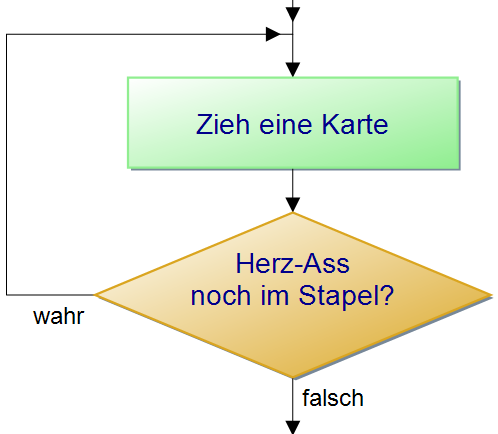 Zieh eine Karte
Herz-Ass
noch im Stapel?
wahr
falsch